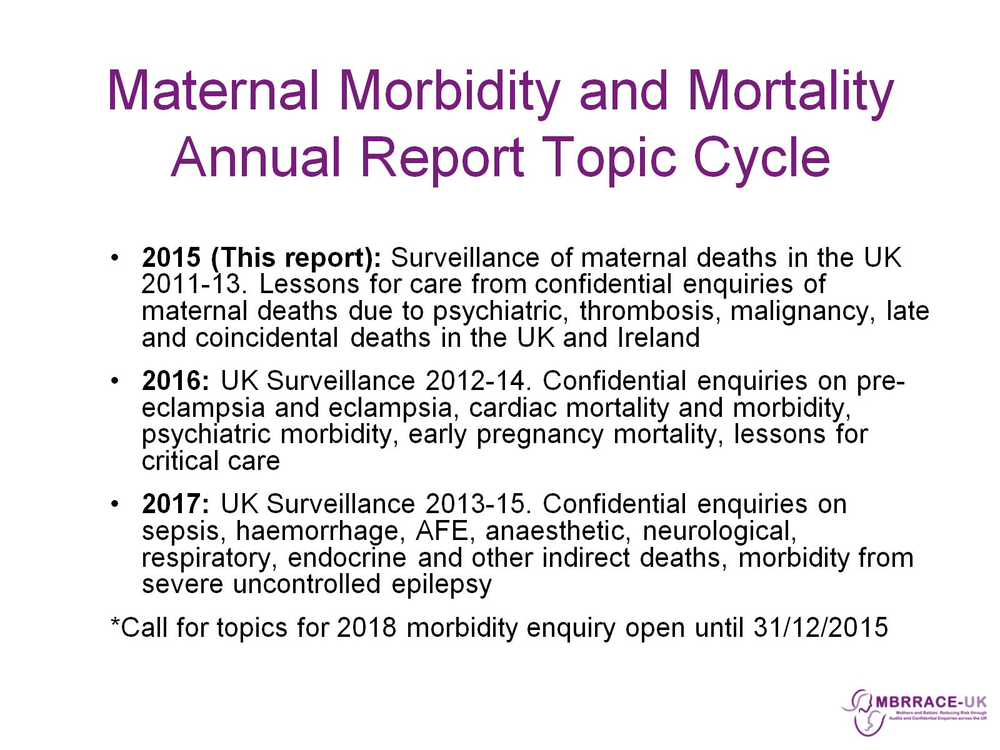 Maternal Morbidity and Mortality
Annual Report Topic Cycle
• 2015 (This report): Surveillance of maternal deaths in the UK
2011-13. Lessons for care from confidential enquiries of
maternal deaths due to psychiatric, thrombosis, malignancy, late
and coincidental deaths in the UK and Ireland
• 2016: UK Surveillance 2012-14. Confidential enquiries on pre-
eclampsia and eclampsia, cardiac mortality and morbidity,
psychiatric morbidity, early pregnancy mortality, lessons for
critical care
• 2017: UK Surveillance 2013-15. Confidential enquiries on
sepsis, haemorrhage, AFE, anaesthetic, neurological,
respiratory, endocrine and other indirect deaths, morbidity from
severe uncontrolled epilepsy
*Call for topics for 2018 morbidity enquiry open until 31/12/2015
MBRRACE-UK
Mothers and Babies: Reducing Risk through
Audits and Confidential Enquiries across the UK